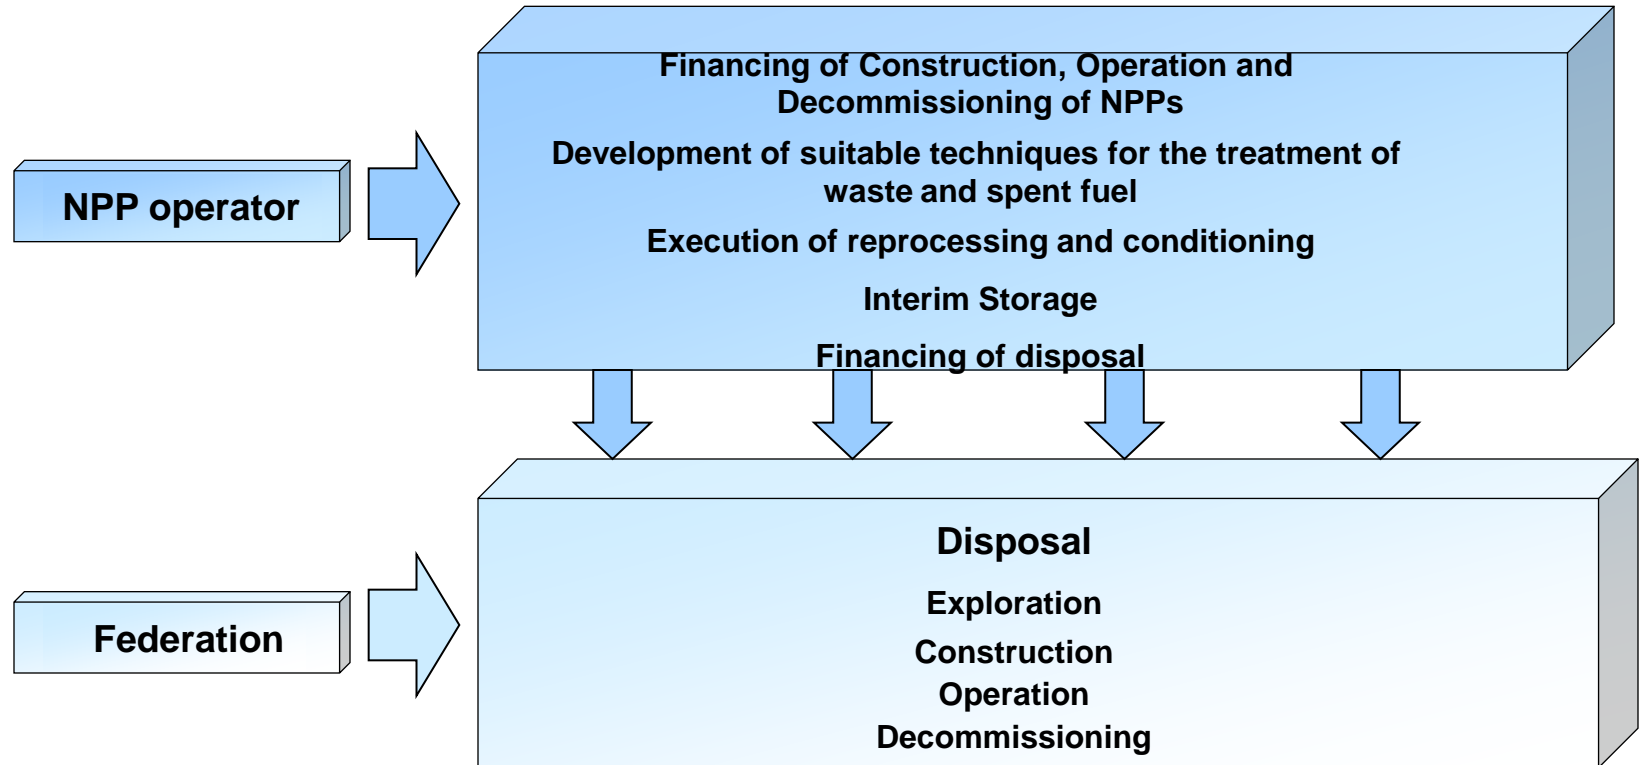 Financing of Construction, Operation and
Decommissioning of NPPs
Development of suitable techniques for the treatment of
waste and spent fuel
NPP operator
Execution of reprocessing and conditioning
Interim Storage
Financing of disposal
Disposal
Exploration
Federation
Construction
Operation
Decommissioning